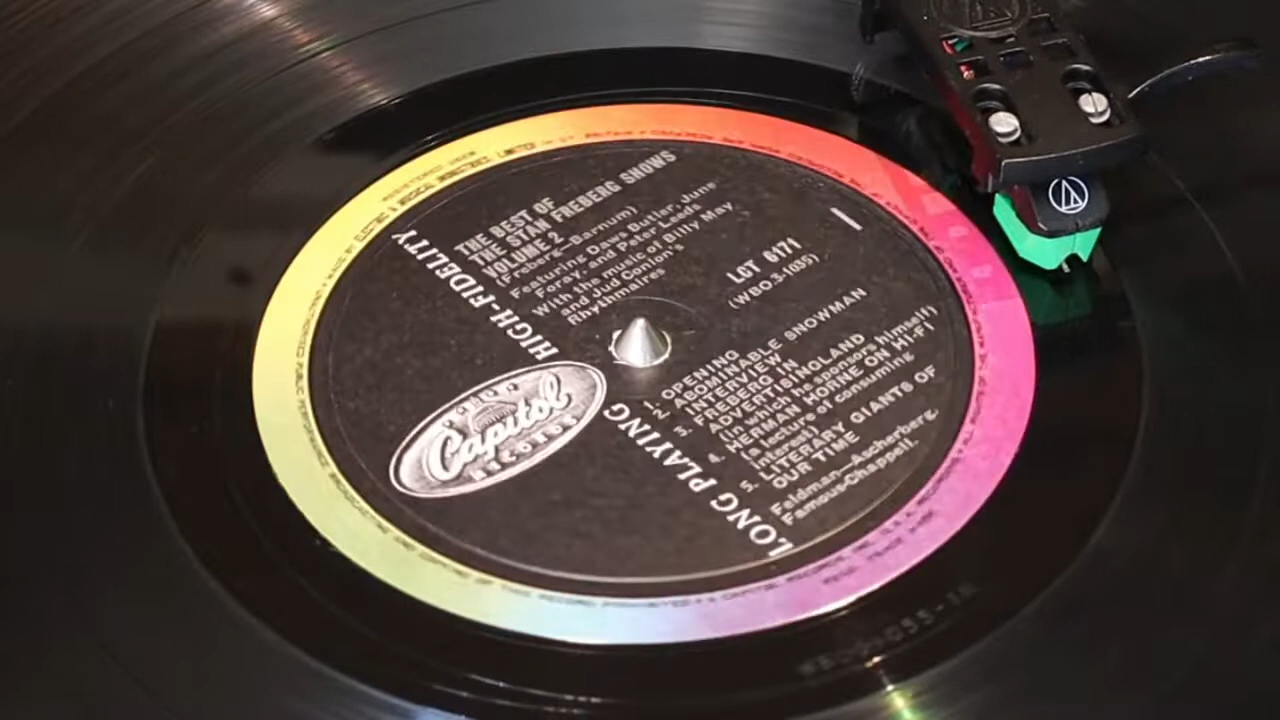 THE BEST OF
THE STAN FREBERG SHOWS
VOLUME 2
(Freberg—Barnum)
Featuring Daws Butler, June
Foray, and Peter Leeds
With the music of Billy May
and Jud Conlon's
Rhythmaires
HIGH-FIDELITY
Capitol
RECORDS
LONG PLAYING
1
LCT 6171
(WBO.3-1035)
1. OPENING
2. ABOMINABLE SNOWMAN
INTERVIEW
3. FREBERG IN
ADVERTISINGLAND
(in which he sponsors himself)
4. HERMAN HORNE ON HI-FI
(a lecture of consuming
interest)
5. LITERARY GIANTS OF
OUR TIME
Feldman—Ascherberg,
Famous-Chappell.